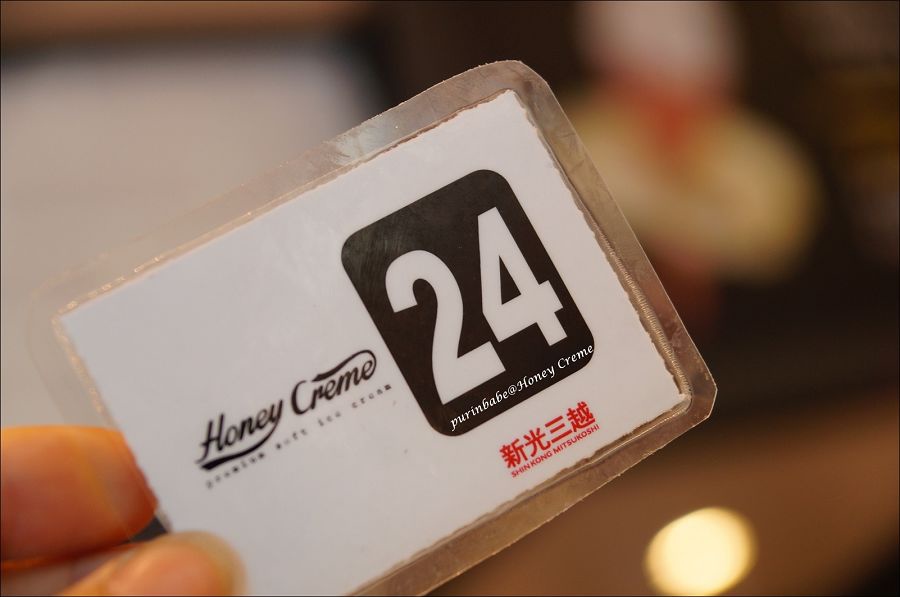 24
purinbabe@Honey Creme
Honey Creme
premium soft ice cream
新光三越
SHIN KONG MITSUKOSHI